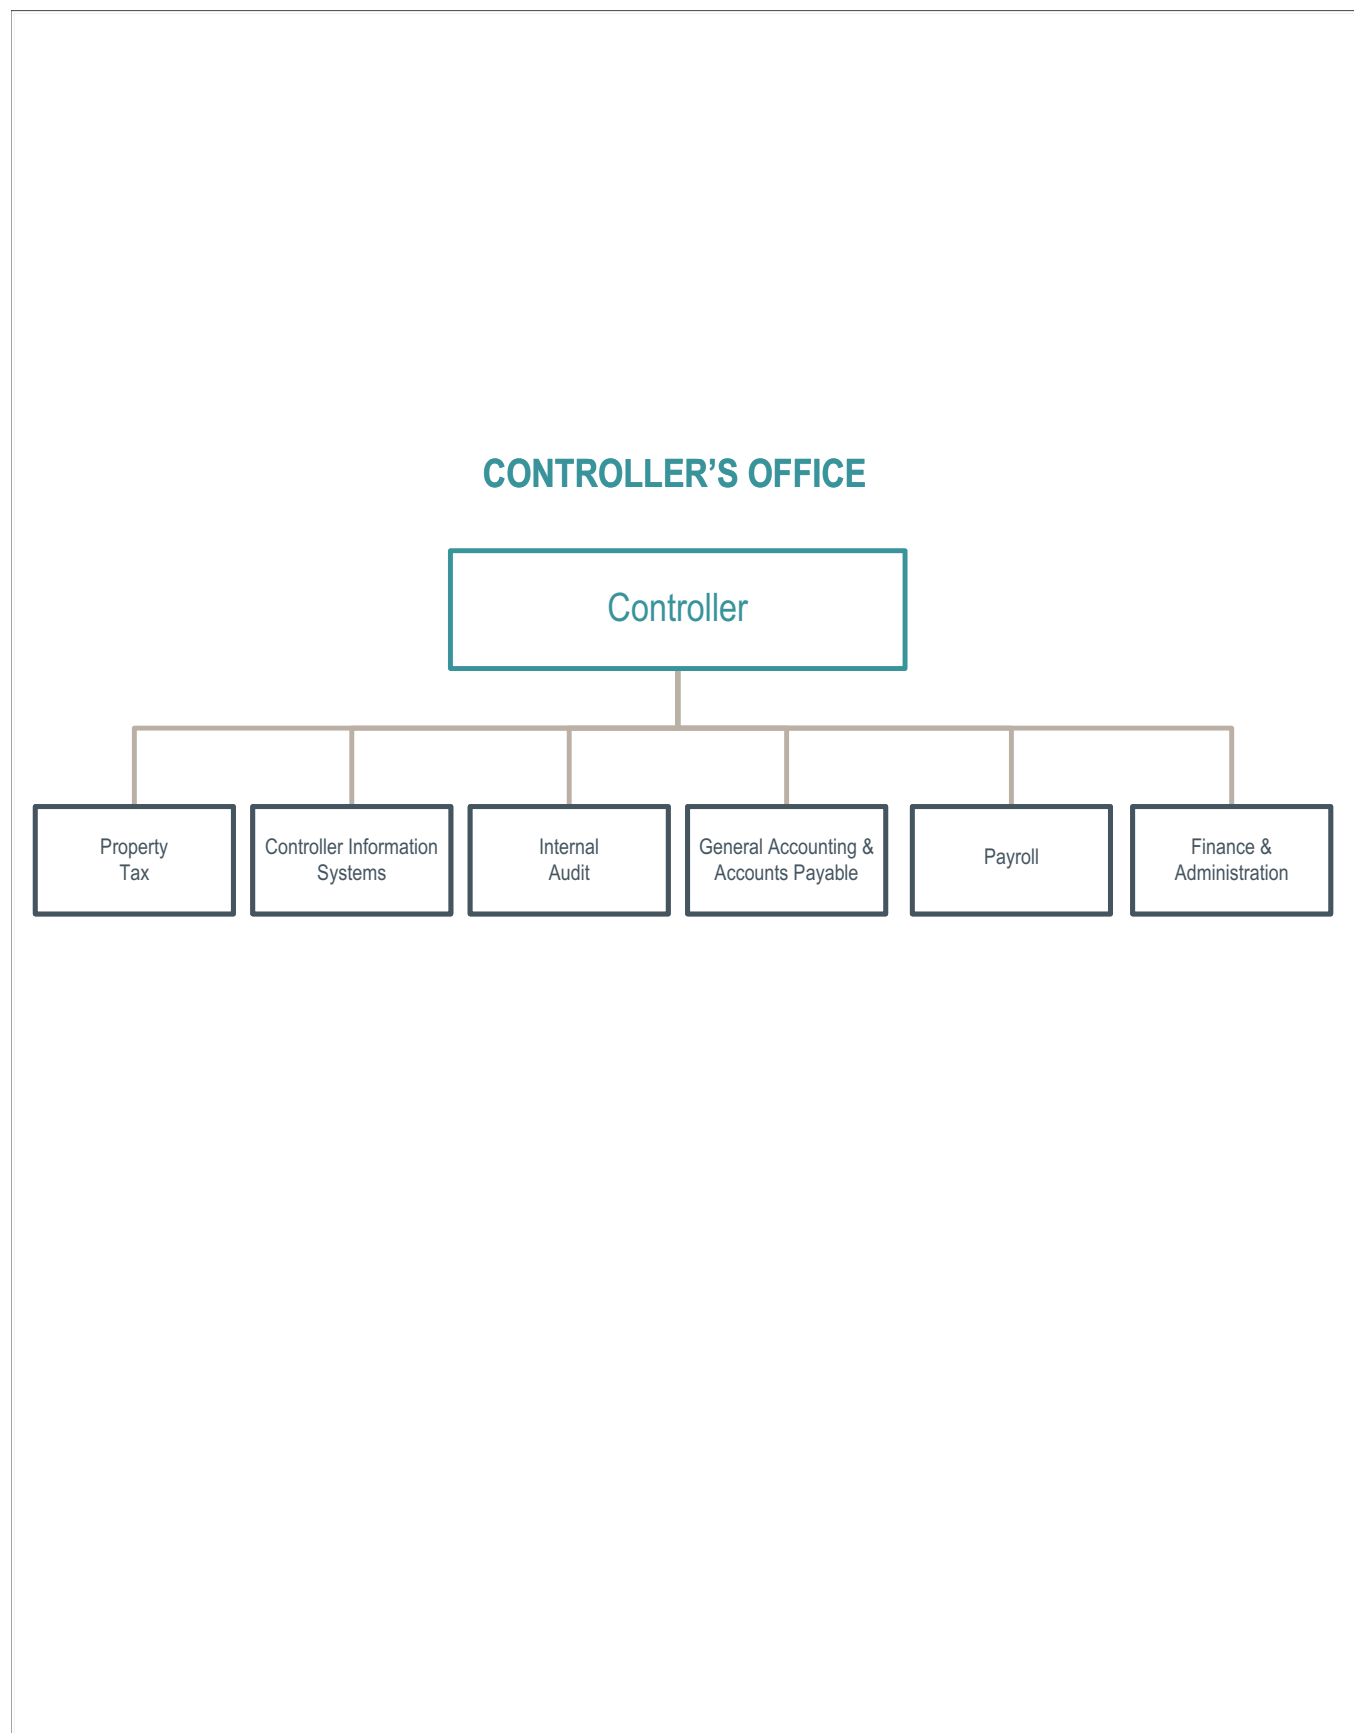 CONTROLLER’S OFFICE
Controller
Property
Tax
Controller Information
Systems
Internal
Audit
General Accounting &
Accounts Payable
Payroll
Finance &
Administration